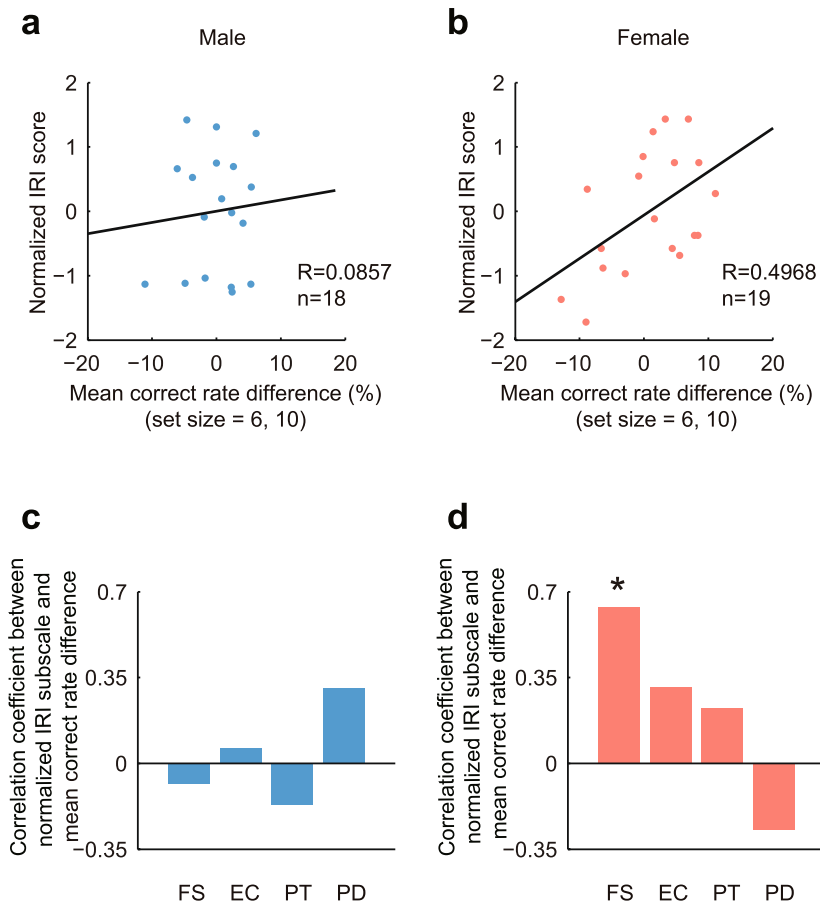 a
Male
Normalized IRI score
2
1
0
−1
−2
R=0.0857
n=18
−20
−10
0
10
20
Mean correct rate difference (%)
(set size = 6, 10)
b
Female
Normalized IRI score
2
1
0
−1
−2
R=0.4968
n=19
−20
−10
0
10
20
Mean correct rate difference (%)
(set size = 6, 10)
c
Correlation coefficient between
normalized IRI subscale and
mean correct rate difference
0.7
0.35
0
−0.35
FS
EC
PT
PD
d
Correlation coefficient between
normalized IRI subscale and
mean correct rate difference
0.7
0.35
0
−0.35
*
FS
EC
PT
PD